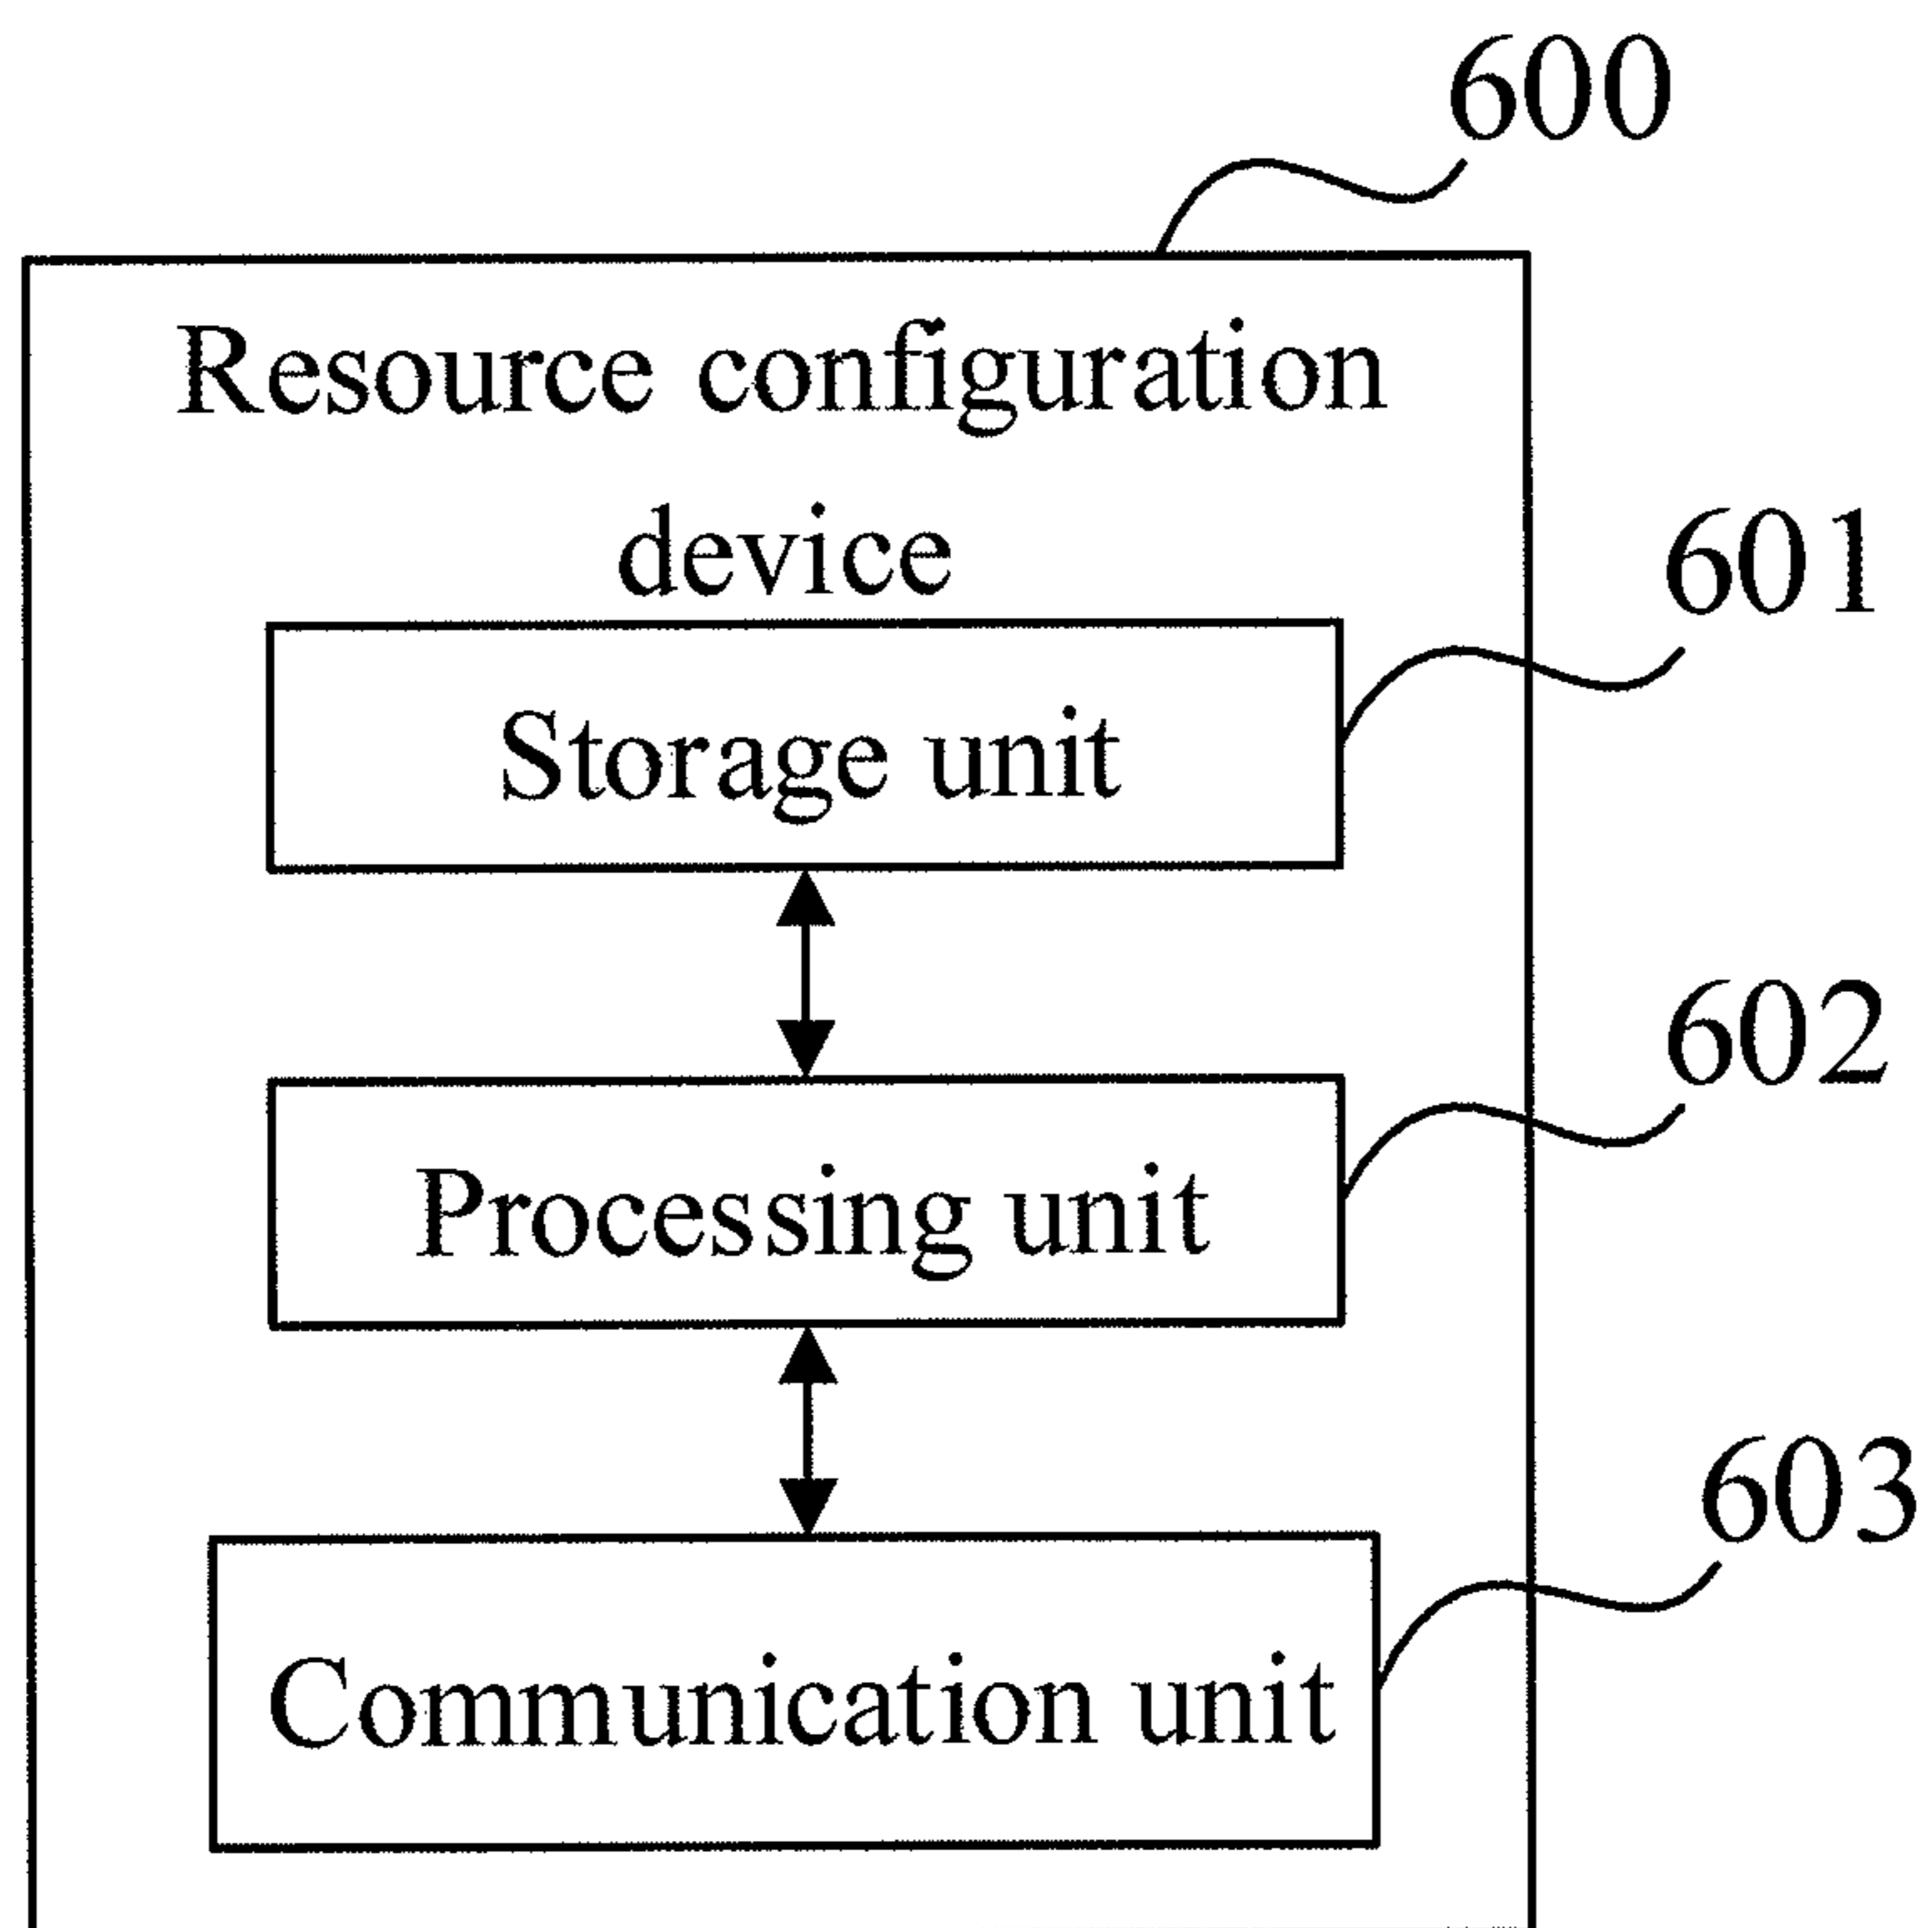 600
Resource configuration
device
601
Storage unit
602
Processing unit
603
Communication unit